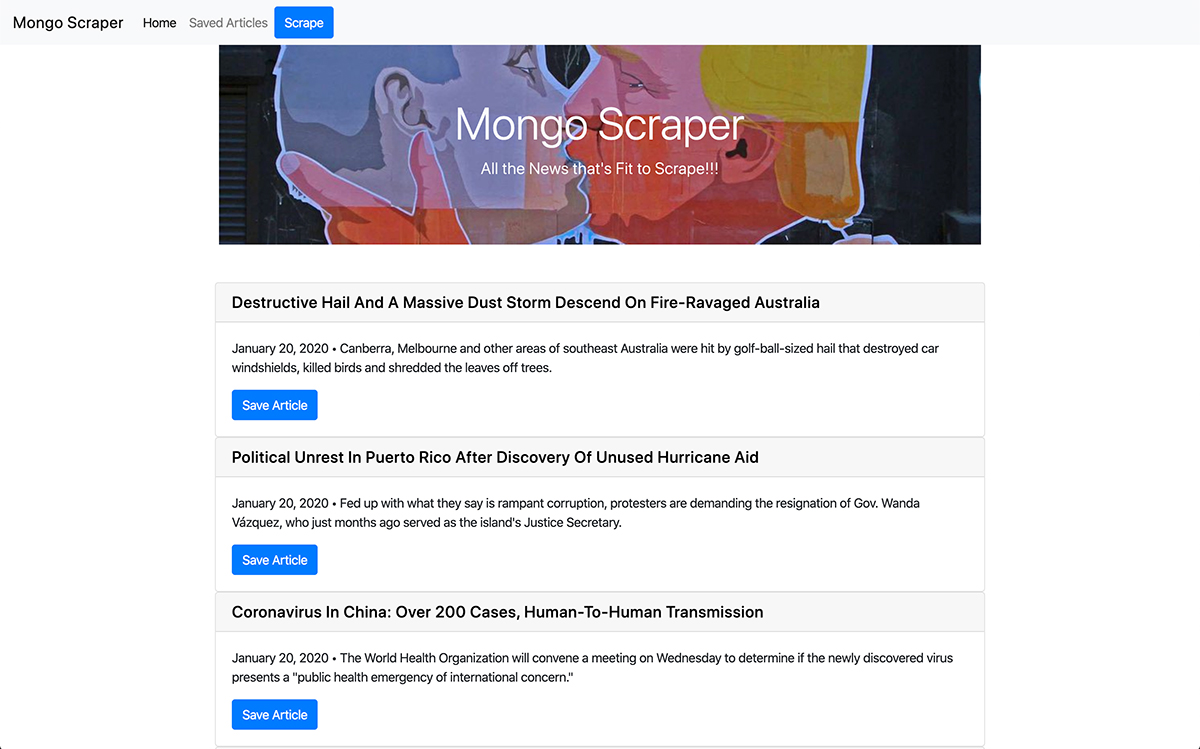 Mongo Scraper Home Saved Articles Scrape
Mongo Scraper
All the News that's Fit to Scrape!!!
Destructive Hail And A Massive Dust Storm Descend On Fire-Ravaged Australia
January 20, 2020 • Canberra, Melbourne and other areas of southeast Australia were hit by golf-ball-sized hail that destroyed car
windshields, killed birds and shredded the leaves off trees.
Save Article
Political Unrest In Puerto Rico After Discovery Of Unused Hurricane Aid
January 20, 2020 • Fed up with what they say is rampant corruption, protesters are demanding the resignation of Gov. Wanda
Vázquez, who just months ago served as the island's Justice Secretary.
Save Article
Coronavirus In China: Over 200 Cases, Human-To-Human Transmission
January 20, 2020 • The World Health Organization will convene a meeting on Wednesday to determine if the newly discovered virus
presents a "public health emergency of international concern."
Save Article